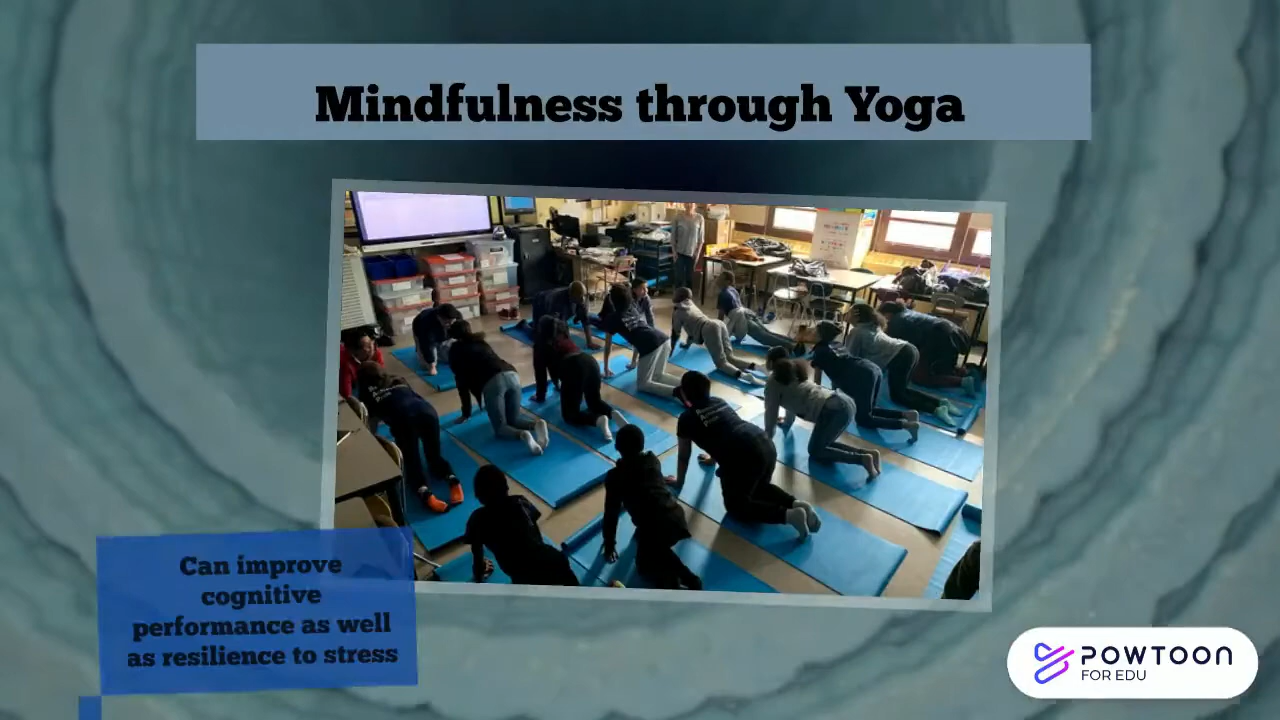 Mindfulness through Yoga
Can improve
cognitive
performance as well
as resilience to stress
POWTOON
FOR EDU